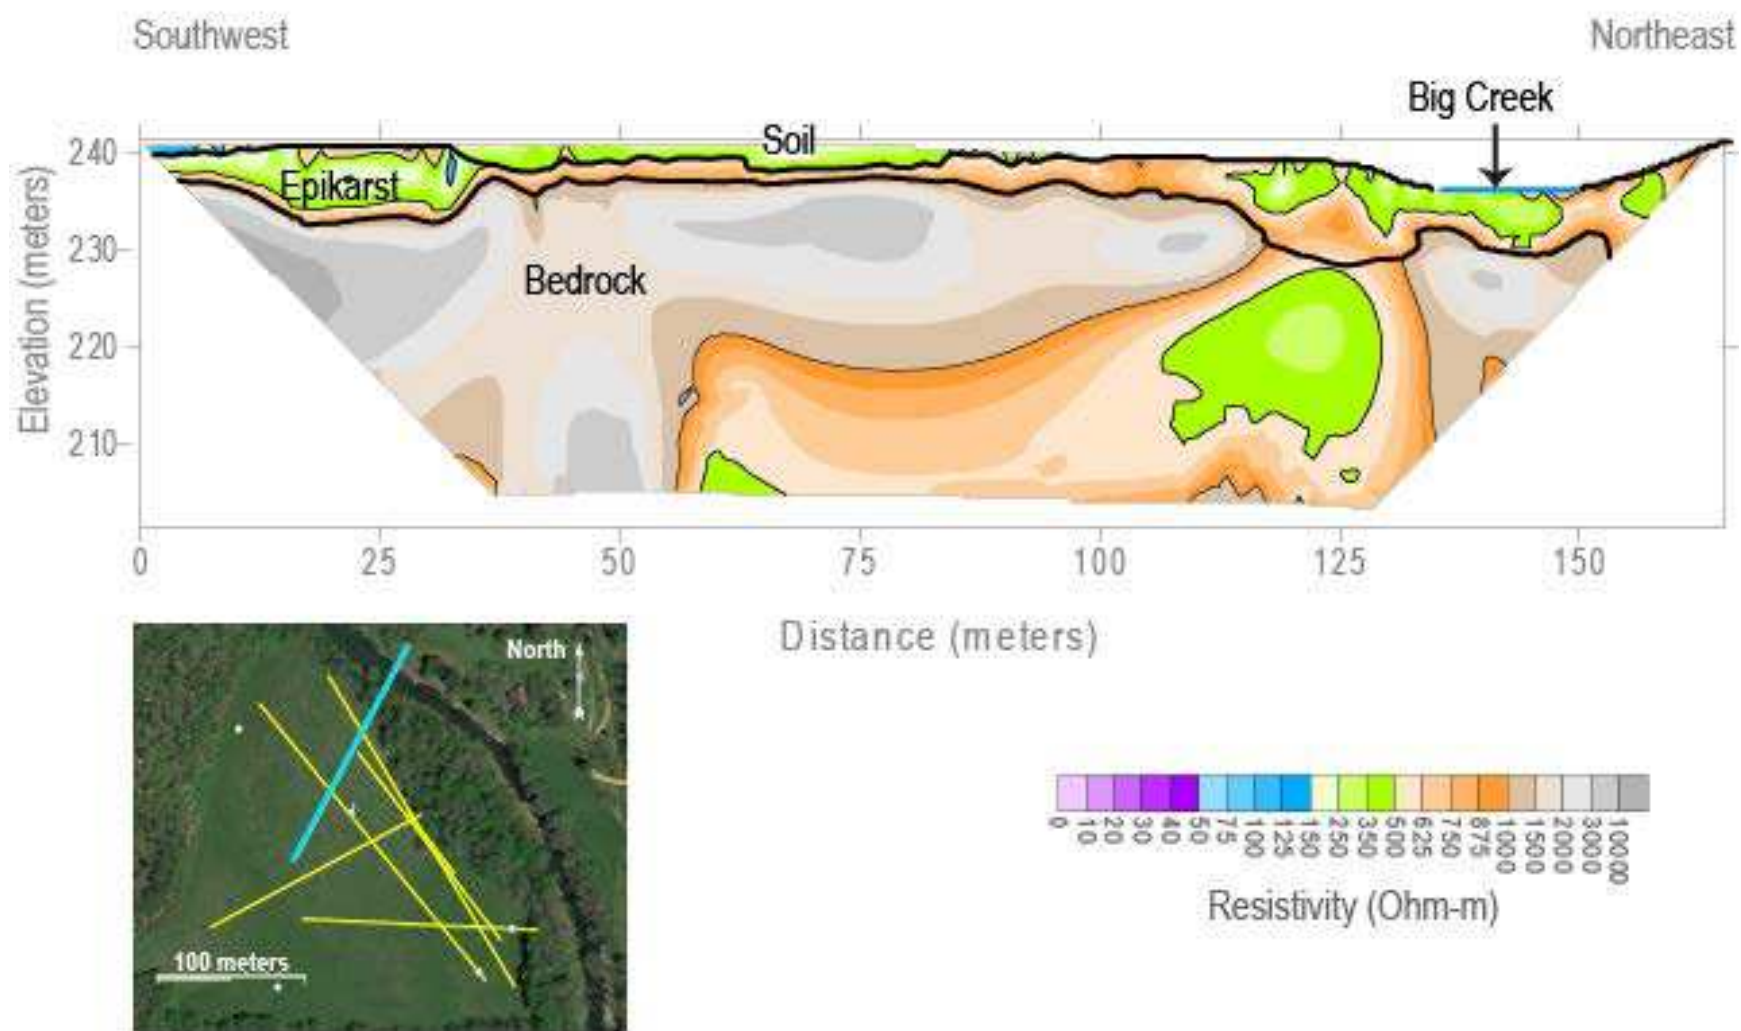 Southwest
Northeast
Big Creek
Soil
Epikarst
Bedrock
Elevation (meters)
240
230
220
210
0 25 50 75 100 125 150
Distance (meters)
North
100 meters
0 10 20 30 40 50 75 100 125 150 250 350 500 625 750 875 1000 1500 2000 3000 10000
Resistivity (Ohm-m)